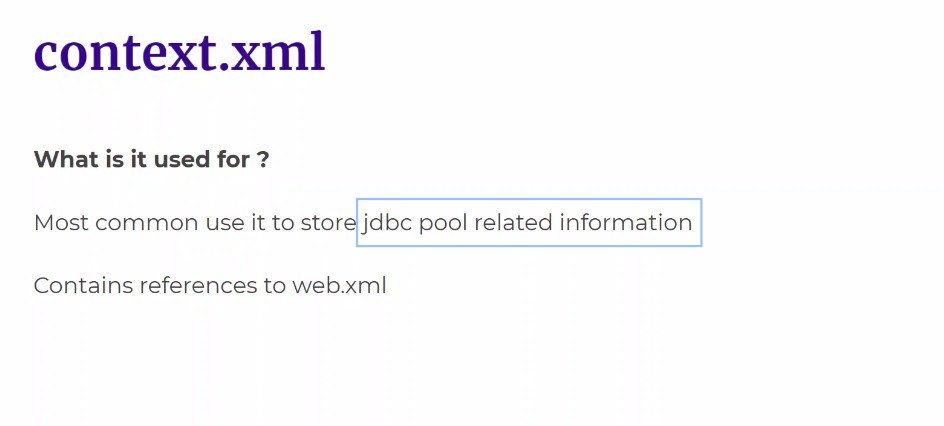 context.xml
What is it used for ?
Most common use it to store jdbc pool related information
Contains references to web.xml